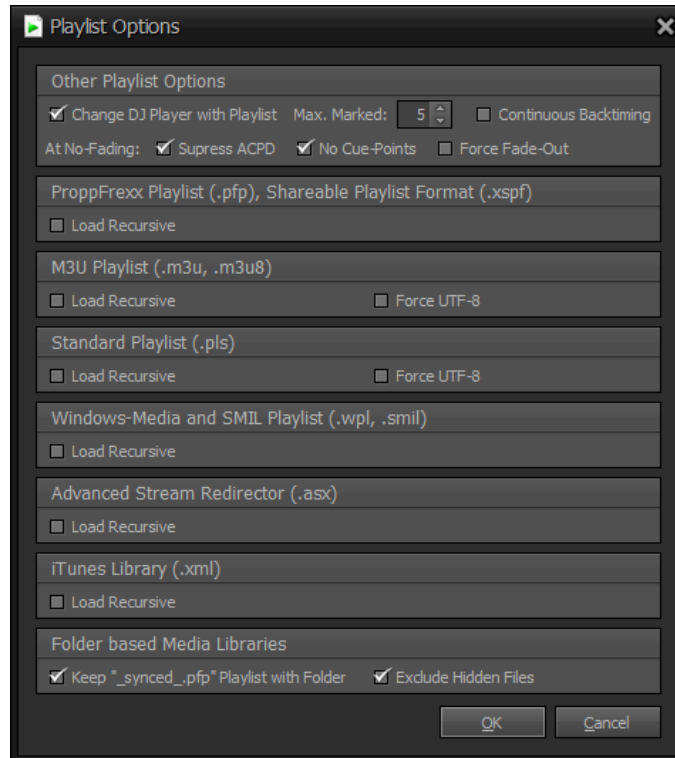 Playlist Options
Other Playlist Options
Change DJ Player with Playlist Max. Marked: 5 Continuous Backtiming
At No-Fading: Supress ACPD No Cue-Points Force Fade-Out
ProppFrexx Playlist (.pfp), Shareable Playlist Format (.xspf)
Load Recursive
M3U Playlist (.m3u, .m3u8)
Load Recursive Force UTF-8
Standard Playlist (.pls)
Load Recursive Force UTF-8
Windows-Media and SMIL Playlist (.wpl, .smil)
Load Recursive
Advanced Stream Redirector (.asx)
Load Recursive
iTunes Library (.xml)
Load Recursive
Folder based Media Libraries
Keep "_synced_.pfp" Playlist with Folder Exclude Hidden Files
OK Cancel